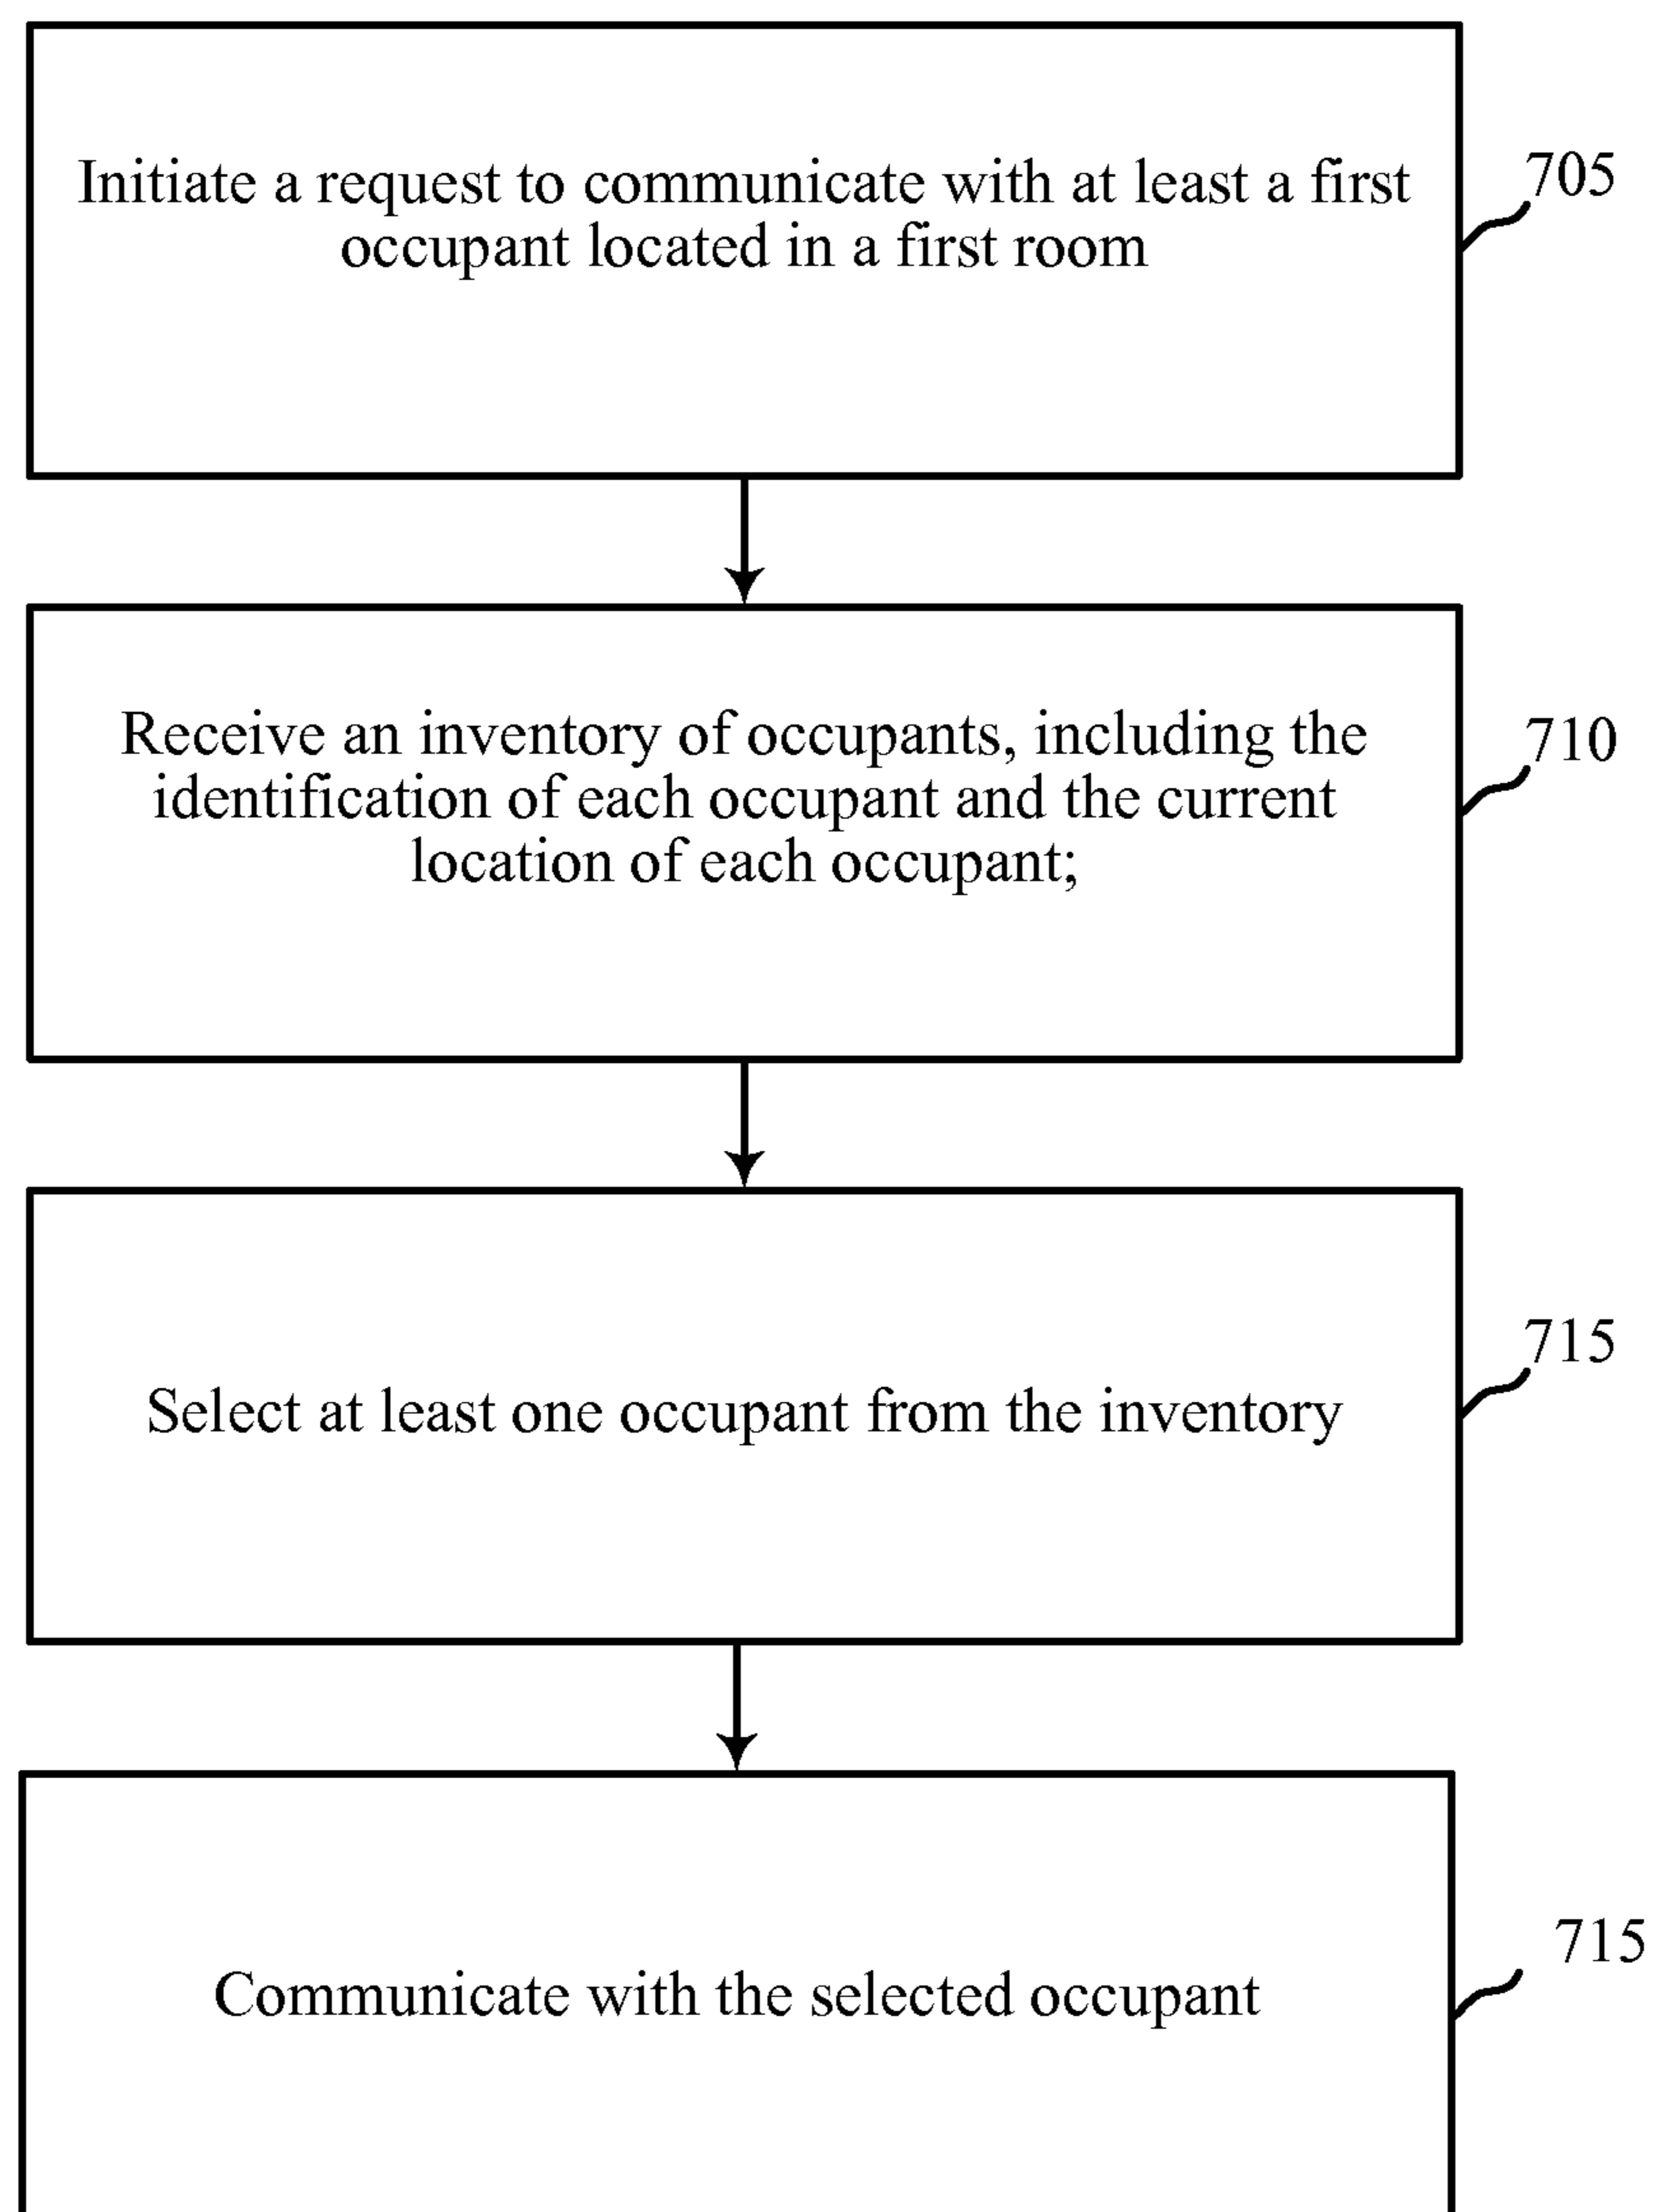 Initiate a request to communicate with at least a first
occupant located in a first room
705
Receive an inventory of occupants, including the
identification of each occupant and the current
location of each occupant;
710
Select at least one occupant from the inventory
715
Communicate with the selected occupant
715